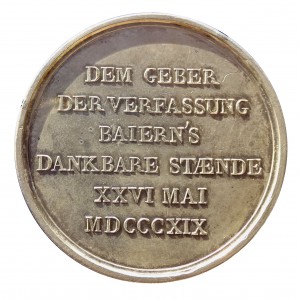 DEM GEBER
DER VERFASSUNG
BAIERN'S
DANKBARE STÆNDE
XXVI MAI
MDCCCXIX